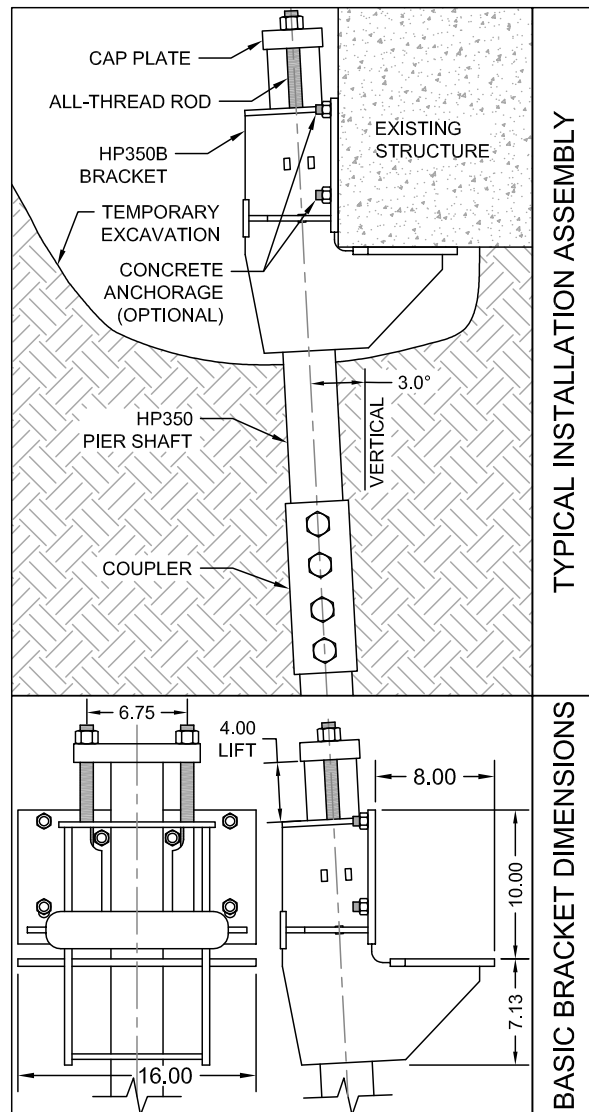 CAP PLATE
ALL-THREAD ROD
HP350B
BRACKET
TEMPORARY
EXCAVATION
CONCRETE
ANCHORAGE
(OPTIONAL)
EXISTING
STRUCTURE
3.0°
VERTICAL
HP350
PIER SHAFT
COUPLER
TYPICAL INSTALLATION ASSEMBLY
6.75
4.00
LIFT
8.00
10.00
7.13
16.00
BASIC BRACKET DIMENSIONS